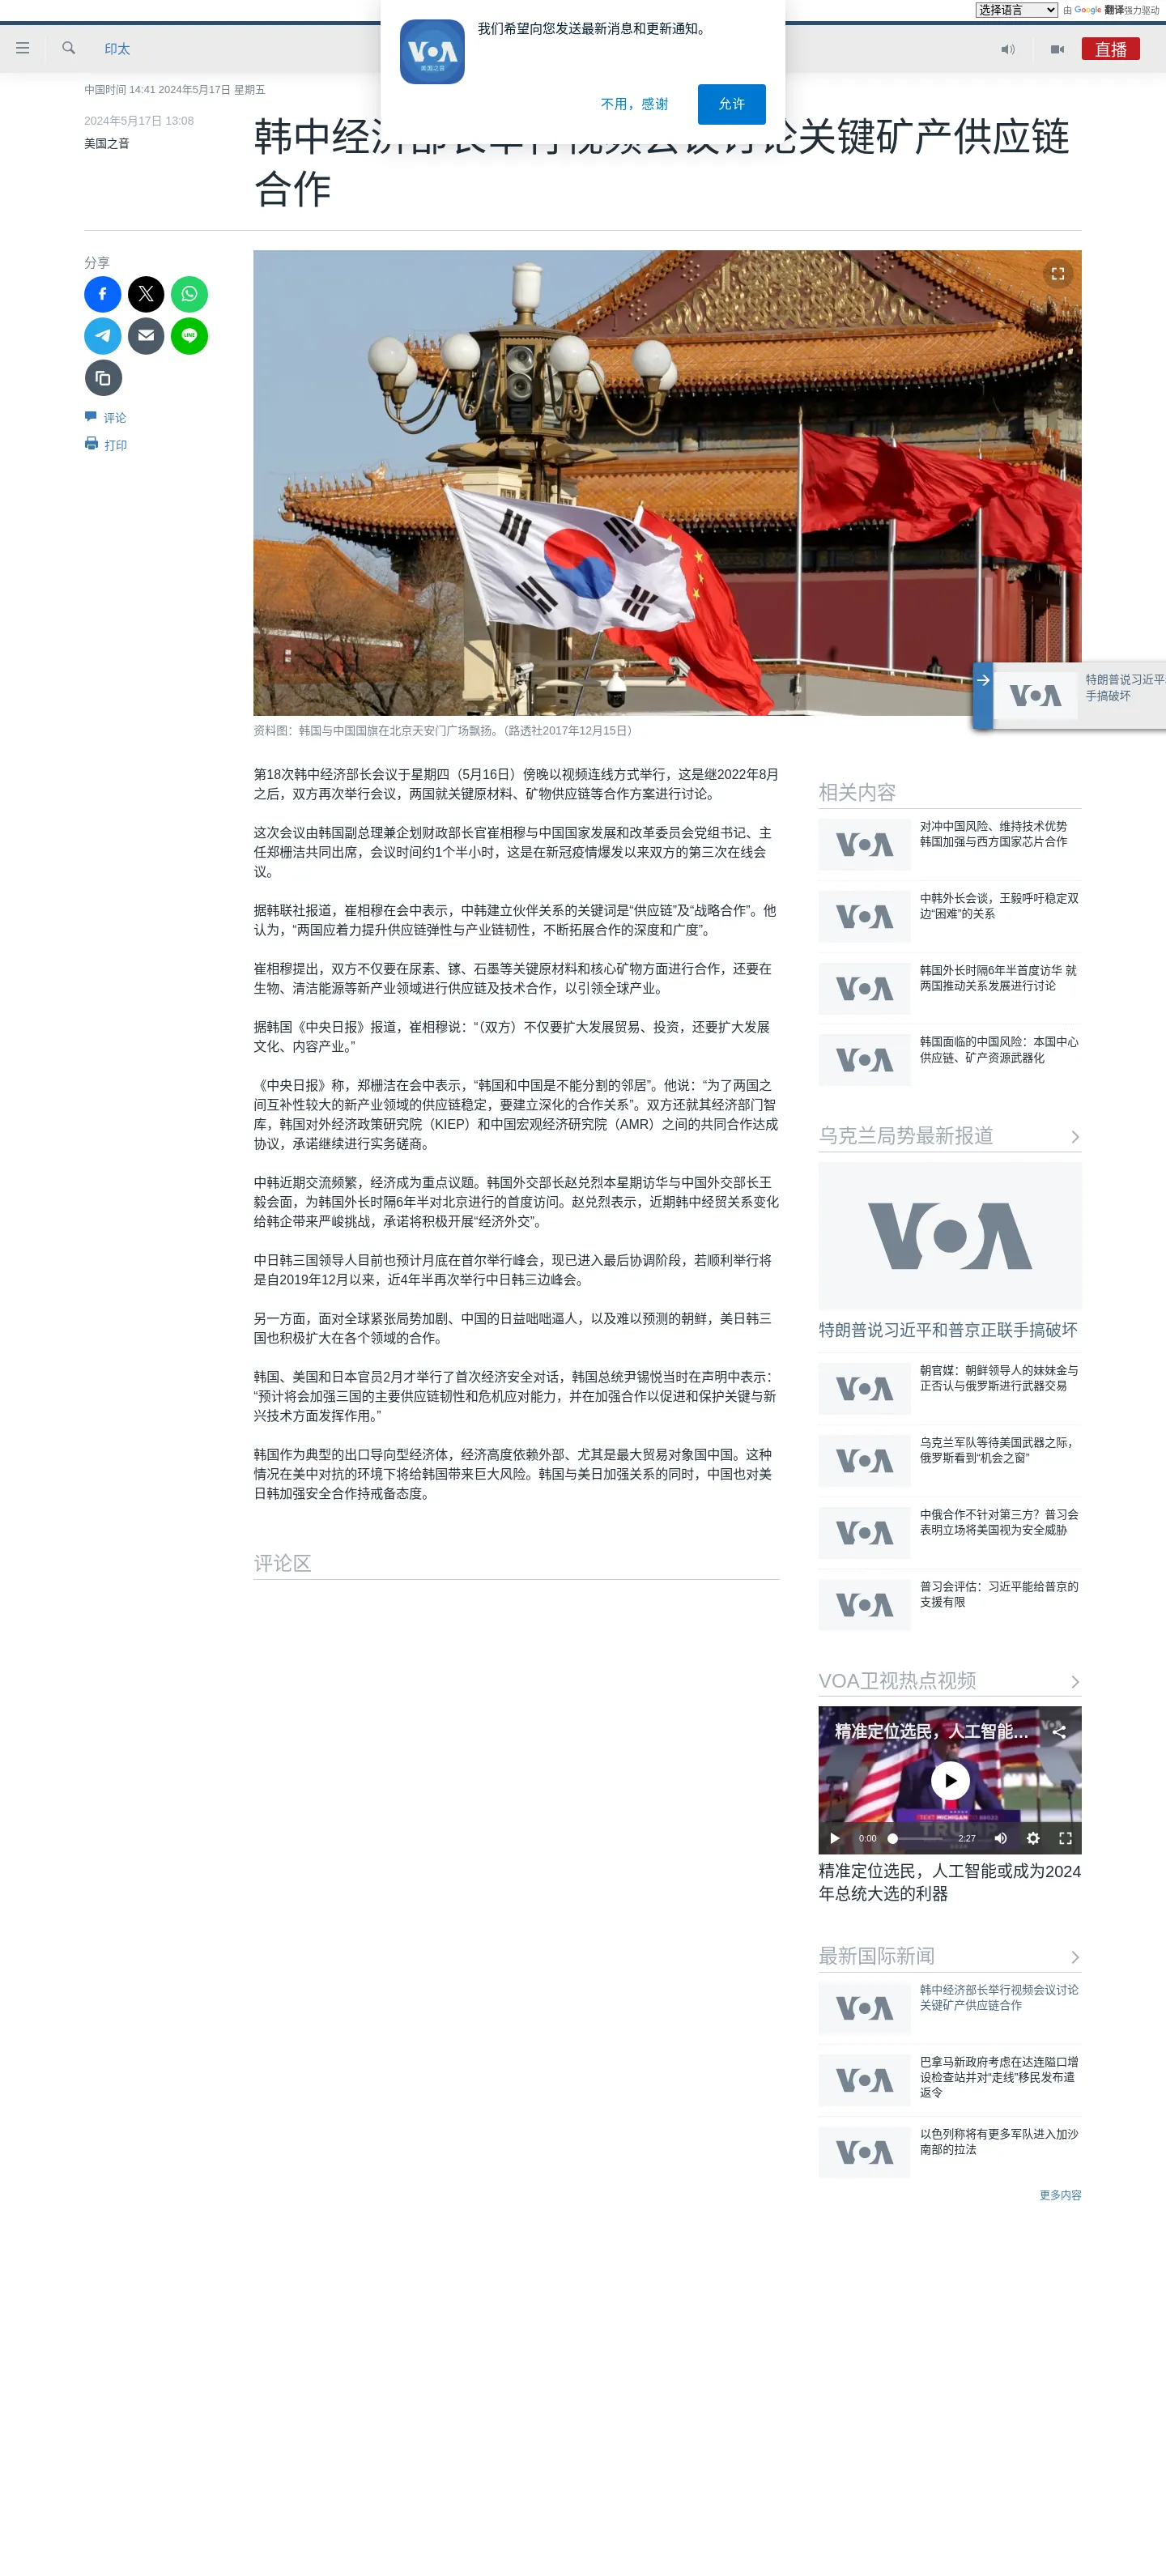 选择语言
由 Google 翻译强力驱动
我们希望向您发送最新消息和更新通知。
VOA
美国之音
不用，感谢
允许
印太
直播
中国时间 14:41 2024年5月17日 星期五
2024年5月17日 13:08
美国之音
韩中经济部长举行视频会议讨论关键矿产供应链
合作
分享
LINE
评论
打印
资料图：韩国与中国国旗在北京天安门广场飘扬。（路透社2017年12月15日）
VOA
特朗普说习近平
手搞破坏
第18次韩中经济部长会议于星期四（5月16日）傍晚以视频连线方式举行，这是继2022年8月
之后，双方再次举行会议，两国就关键原材料、矿物供应链等合作方案进行讨论。
这次会议由韩国副总理兼企划财政部长官崔相穆与中国国家发展和改革委员会党组书记、主
任郑栅洁共同出席，会议时间约1个半小时，这是在新冠疫情爆发以来双方的第三次在线会
议。
据韩联社报道，崔相穆在会中表示，中韩建立伙伴关系的关键词是“供应链”及“战略合作”。他
认为，“两国应着力提升供应链弹性与产业链韧性，不断拓展合作的深度和广度”。
崔相穆提出，双方不仅要在尿素、镓、石墨等关键原材料和核心矿物方面进行合作，还要在
生物、清洁能源等新产业领域进行供应链及技术合作，以引领全球产业。
据韩国《中央日报》报道，崔相穆说：“（双方）不仅要扩大发展贸易、投资，还要扩大发展
文化、内容产业。”
《中央日报》称，郑栅洁在会中表示，“韩国和中国是不能分割的邻居”。他说：“为了两国之
间互补性较大的新产业领域的供应链稳定，要建立深化的合作关系”。双方还就其经济部门智
库，韩国对外经济政策研究院（KIEP）和中国宏观经济研究院（AMR）之间的共同合作达成
协议，承诺继续进行实务磋商。
中韩近期交流频繁，经济成为重点议题。韩国外交部长赵兑烈本星期访华与中国外交部长王
毅会面，为韩国外长时隔6年半对北京进行的首度访问。赵兑烈表示，近期韩中经贸关系变化
给韩企带来严峻挑战，承诺将积极开展“经济外交”。
中日韩三国领导人目前也预计月底在首尔举行峰会，现已进入最后协调阶段，若顺利举行将
是自2019年12月以来，近4年半再次举行中日韩三边峰会。
另一方面，面对全球紧张局势加剧、中国的日益咄咄逼人，以及难以预测的朝鲜，美日韩三
国也积极扩大在各个领域的合作。
韩国、美国和日本官员2月才举行了首次经济安全对话，韩国总统尹锡悦当时在声明中表示：
“预计将会加强三国的主要供应链韧性和危机应对能力，并在加强合作以促进和保护关键与新
兴技术方面发挥作用。”
韩国作为典型的出口导向型经济体，经济高度依赖外部、尤其是最大贸易对象国中国。这种
情况在美中对抗的环境下将给韩国带来巨大风险。韩国与美日加强关系的同时，中国也对美
日韩加强安全合作持戒备态度。
评论区
相关内容
VOA
对冲中国风险、维持技术优势
韩国加强与西方国家芯片合作
VOA
中韩外长会谈，王毅呼吁稳定双
边“困难”的关系
VOA
韩国外长时隔6年半首度访华 就
两国推动关系发展进行讨论
VOA
韩国面临的中国风险：本国中心
供应链、矿产资源武器化
乌克兰局势最新报道
VOA
特朗普说习近平和普京正联手搞破坏
VOA
朝官媒：朝鲜领导人的妹妹金与
正否认与俄罗斯进行武器交易
VOA
乌克兰军队等待美国武器之际，
俄罗斯看到“机会之窗”
VOA
中俄合作不针对第三方？普习会
表明立场将美国视为安全威胁
VOA
普习会评估：习近平能给普京的
支援有限
VOA卫视热点视频
精准定位选民，人工智能...
VOA
TEXT MICHIGAN TO 88022
TRUMP
0:00
2:27
精准定位选民，人工智能或成为2024
年总统大选的利器
最新国际新闻
VOA
韩中经济部长举行视频会议讨论
关键矿产供应链合作
VOA
巴拿马新政府考虑在达连隘口增
设检查站并对“走线”移民发布遣
返令
VOA
以色列称将有更多军队进入加沙
南部的拉法
更多内容